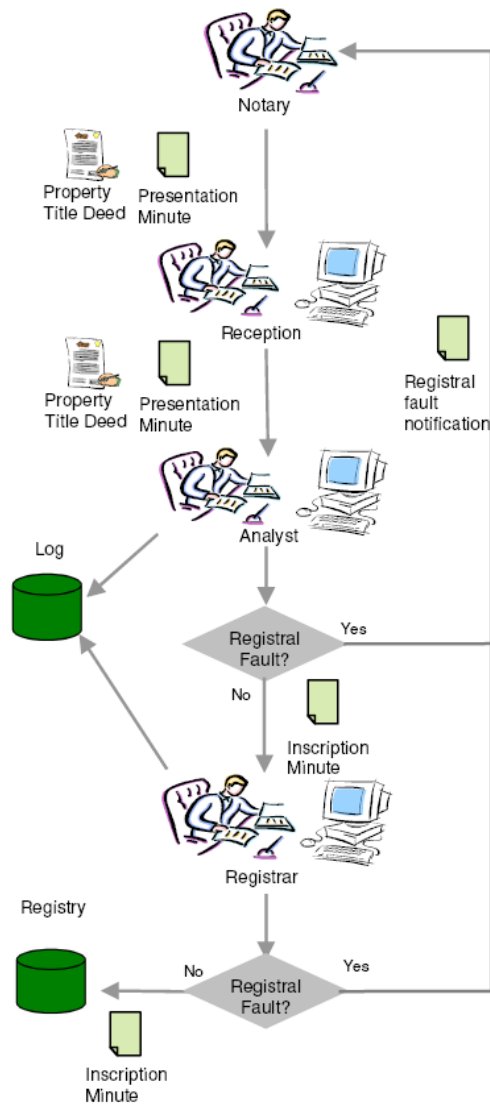 Notary
Property
Title Deed
Presentation
Minute
Reception
Registral
fault
notification
Property
Title Deed
Presentation
Minute
Analyst
Log
Registral
Fault?
Yes
No
Inscription
Minute
Registrar
Registry
No
Registral
Fault?
Yes
Inscription
Minute